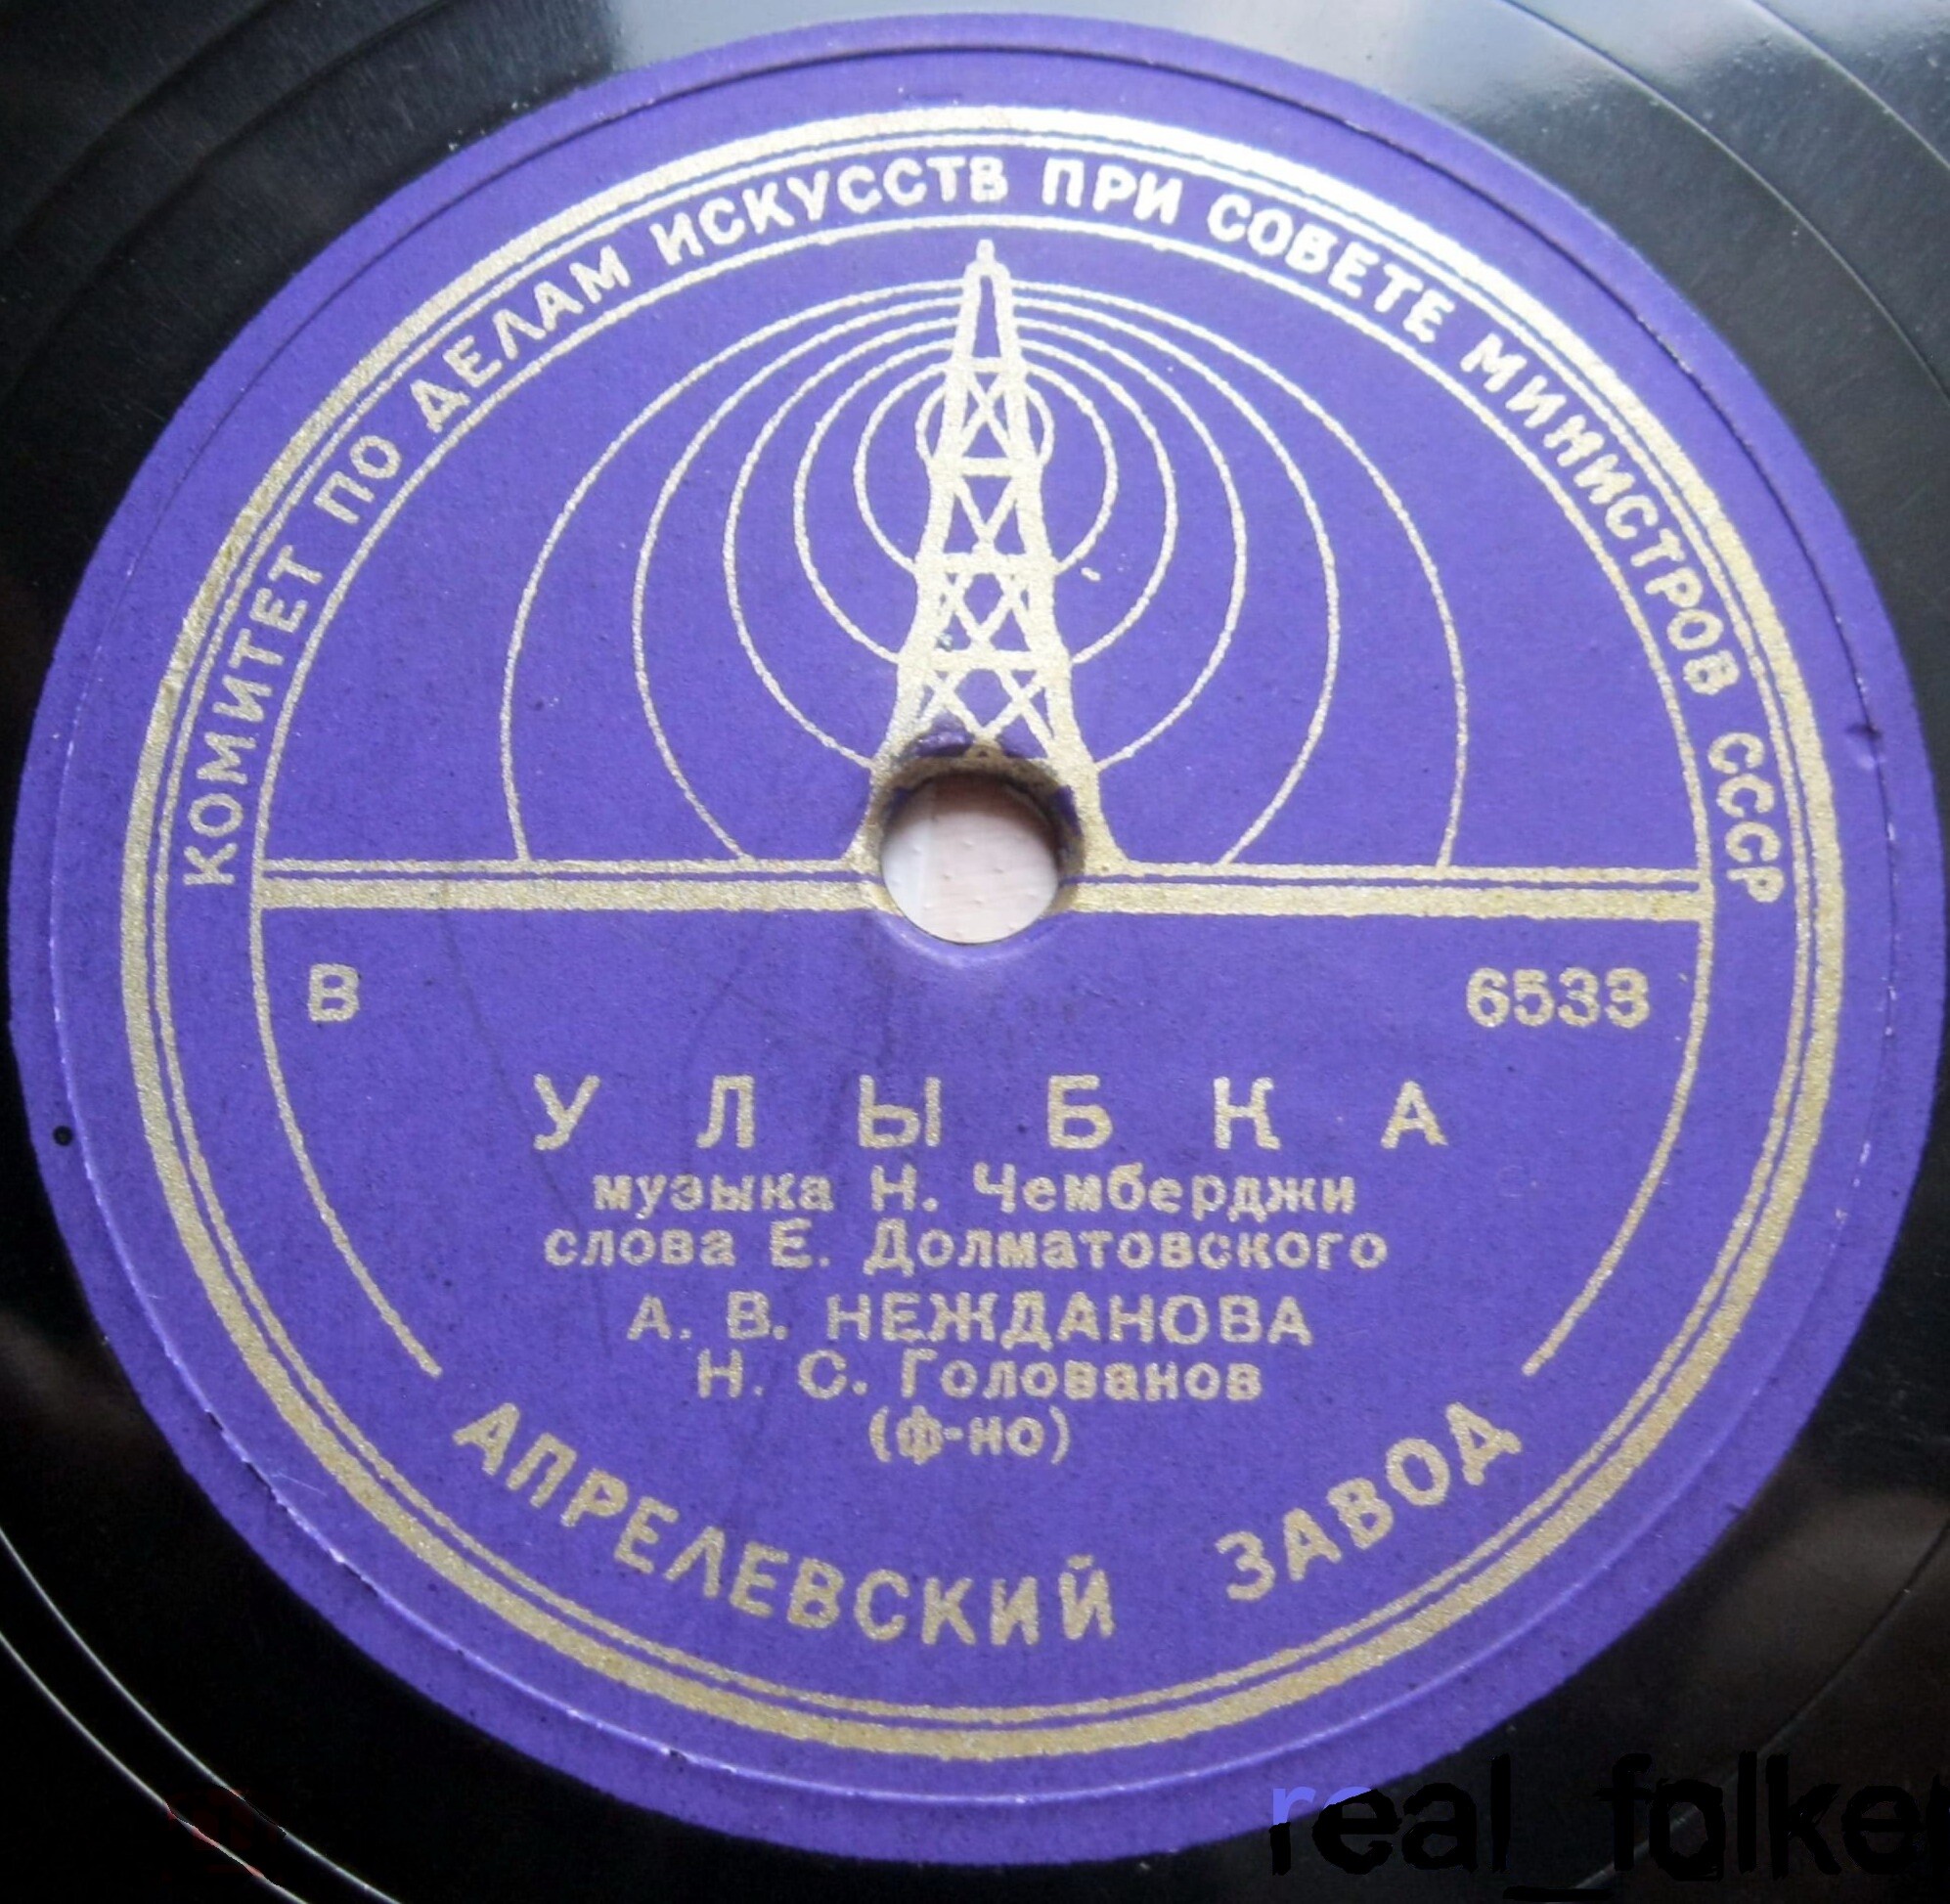 КОМИТЕТ ПО ДЕЛАМ ИСКУССТВ ПРИ СОВЕТЕ МИНИСТРОВ СССР
В 6533
УЛЫБКА
музыка Н. Чемберджи
слова Е. Долматовского
А. В. НЕЖДАНОВА
Н. С. Голованов
(ф-но)
АПРЕЛЕВСКИЙ ЗАВОД
real_folke